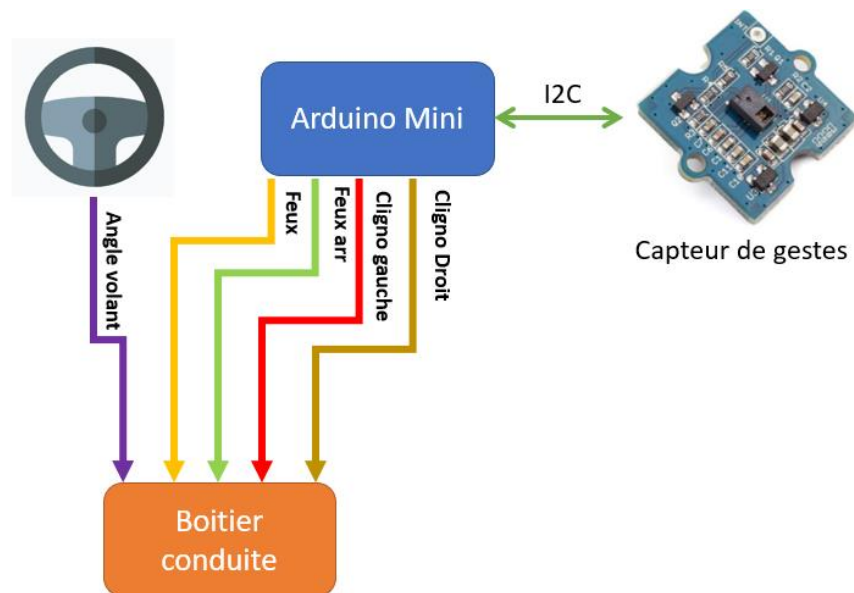 Arduino Mini
I2C
Capteur de gestes
Angle volant
Feux
Feux arr
Cligno gauche
Cligno Droit
Boitier
conduite